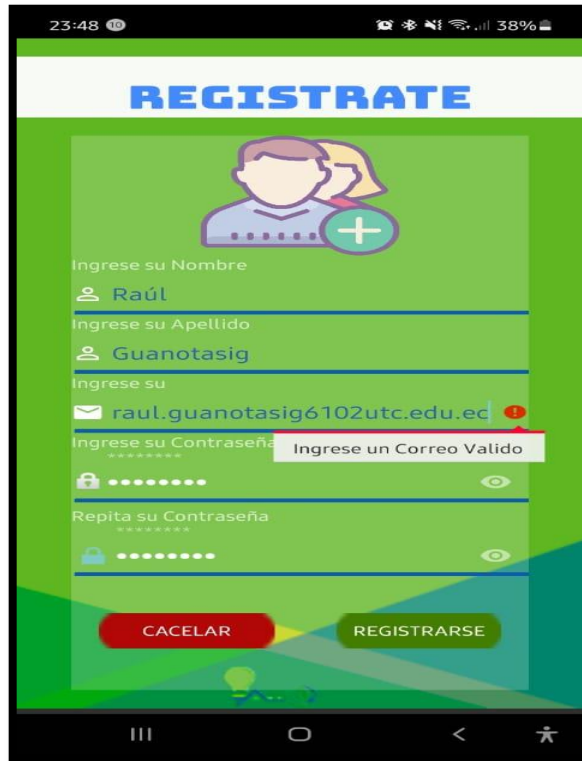 23:48 10 38%
REGISTRATE
Ingrese su Nombre
Raúl
Ingrese su Apellido
Guanotasig
Ingrese su
raul.guanotasig6102utc.edu.ec
Ingrese un Correo Valido
Ingrese su Contraseña
********
••••••••
Repita su Contraseña
********
••••••••
CACELAR REGISTRARSE